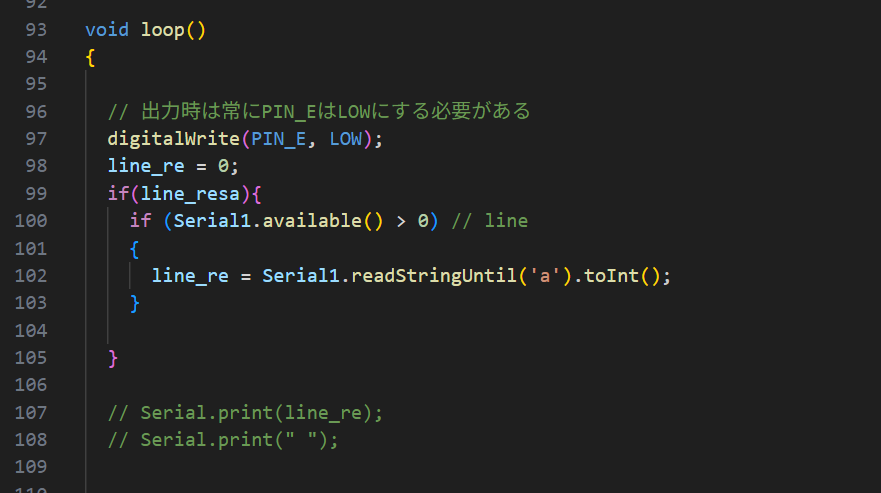 92
93 void loop()
94 {
95
96 // 出力時は常にPIN_EはLOWにする必要がある
97 digitalWrite(PIN_E, LOW);
98 line_re = 0;
99 if(line_resa){
100 if (Serial1.available() > 0) // line
101 {
102 line_re = Serial1.readStringUntil('a').toInt();
103 }
104
105 }
106
107 // Serial.print(line_re);
108 // Serial.print(" ");
109
110